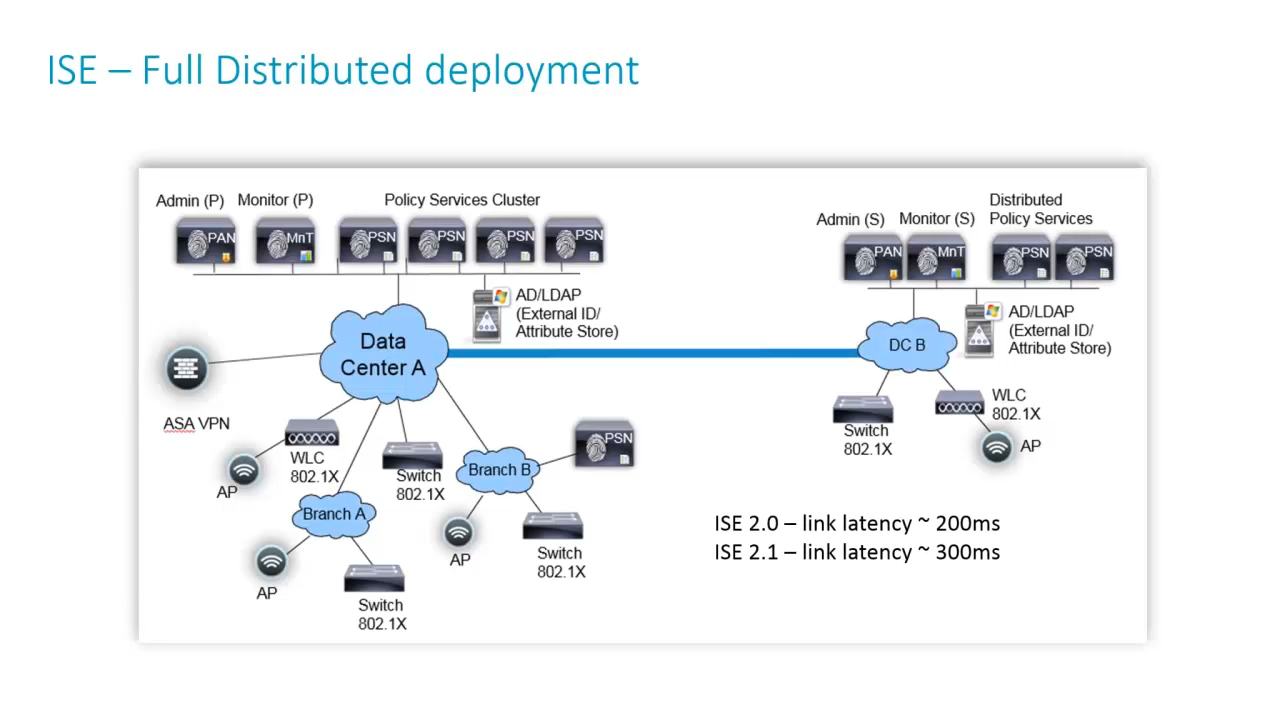 ISE – Full Distributed deployment
Admin (P)
Monitor (P)
Policy Services Cluster
PAN
MnT
PSN
PSN
PSN
PSN
Admin (S)
Monitor (S)
Distributed
Policy Services
PAN
MnT
PSN
PSN
AD/LDAP
(External ID/
Attribute Store)
AD/LDAP
(External ID/
Attribute Store)
Data
Center A
DC B
ASA VPN
WLC
802.1X
AP
Switch
802.1X
Branch A
AP
Switch
802.1X
Branch B
PSN
AP
Switch
802.1X
Switch
802.1X
WLC
802.1X
AP
ISE 2.0 – link latency ~ 200ms
ISE 2.1 – link latency ~ 300ms